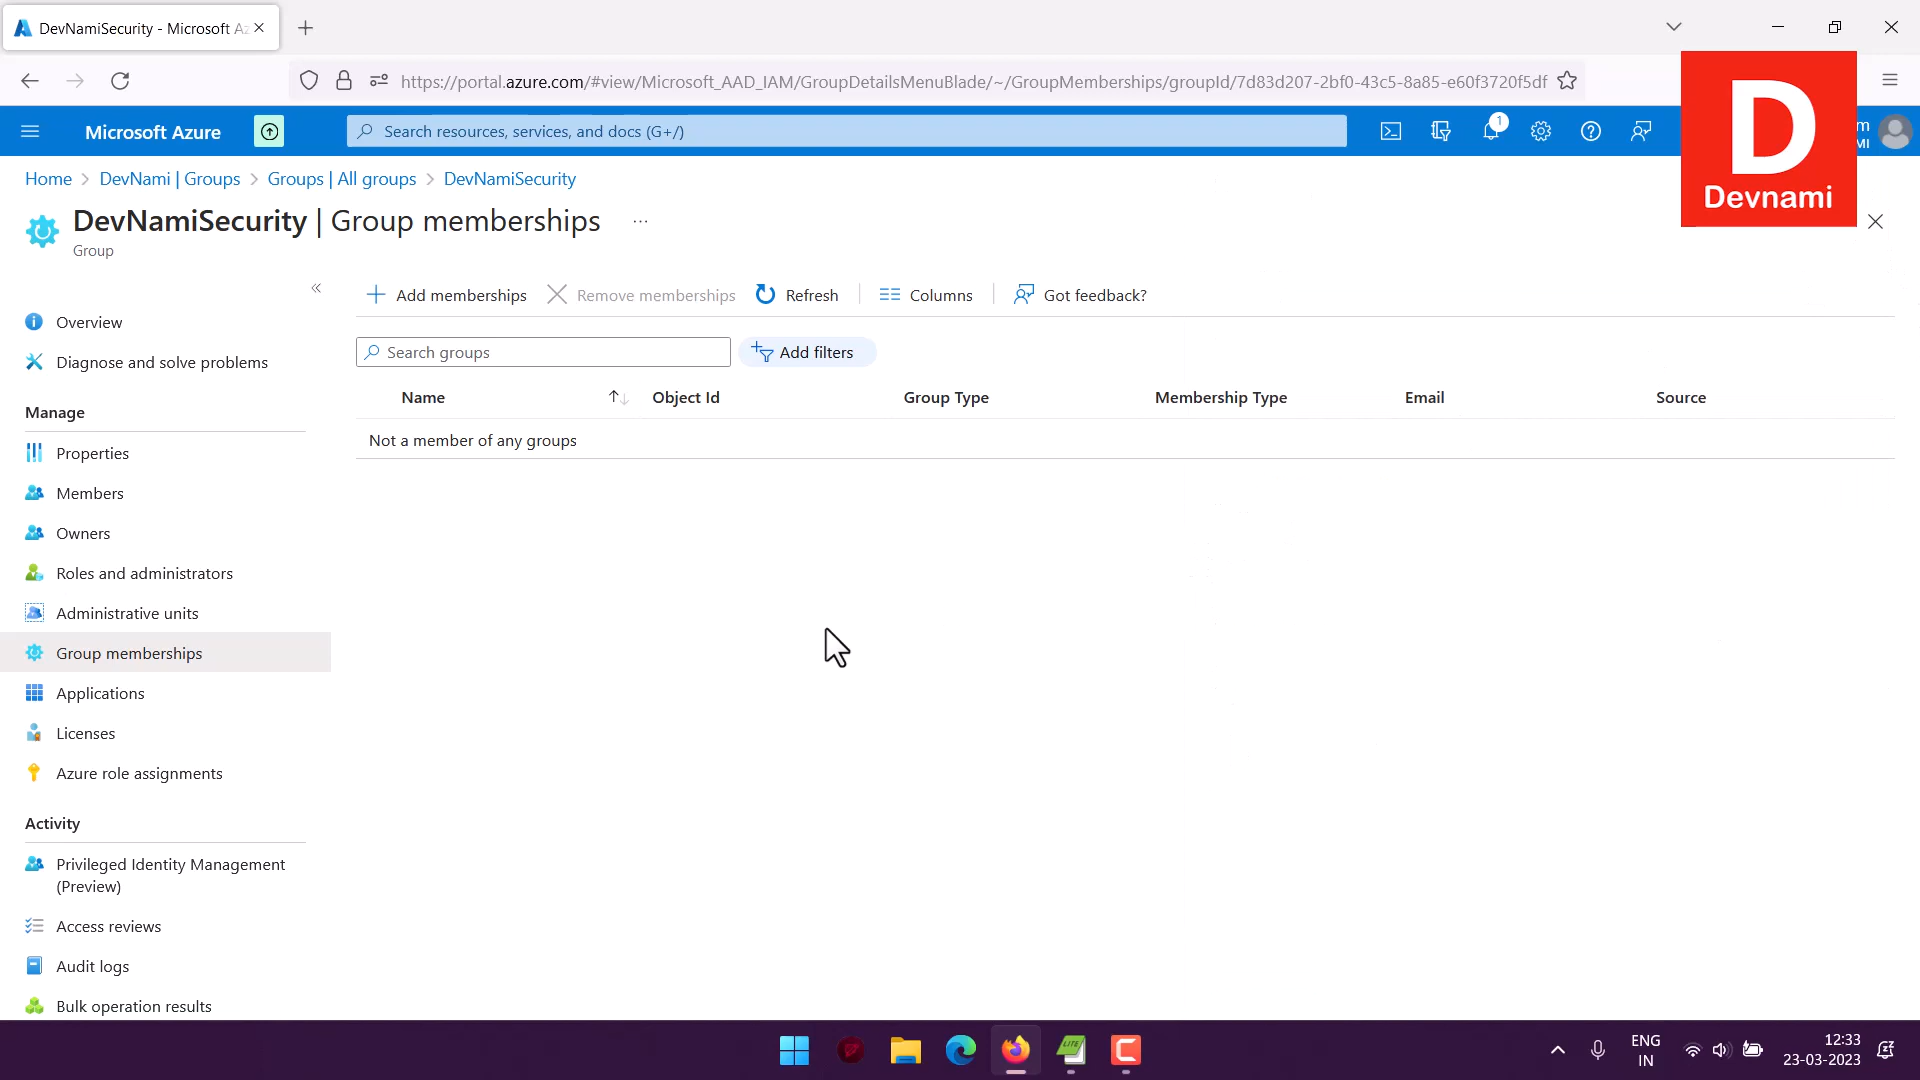 DevNamiSecurity - Microsoft Az
https://portal.azure.com/#view/Microsoft_AAD_IAM/GroupDetailsMenuBlade/~/GroupMemberships/groupId/7d83d207-2bf0-43c5-8a85-e60f3720f5df
Microsoft Azure
Search resources, services, and docs (G+/)
1
m
MI
D
Devnami
Home > DevNami | Groups > Groups | All groups > DevNamiSecurity
DevNamiSecurity | Group memberships ...
Group
Add memberships
Remove memberships
Refresh
Columns
Got feedback?
Search groups
Add filters
Name
Object Id
Group Type
Membership Type
Email
Source
Not a member of any groups
Overview
Diagnose and solve problems
Manage
Properties
Members
Owners
Roles and administrators
Administrative units
Group memberships
Applications
Licenses
Azure role assignments
Activity
Privileged Identity Management
(Preview)
Access reviews
Audit logs
Bulk operation results
LITE
ENG
IN
12:33
23-03-2023